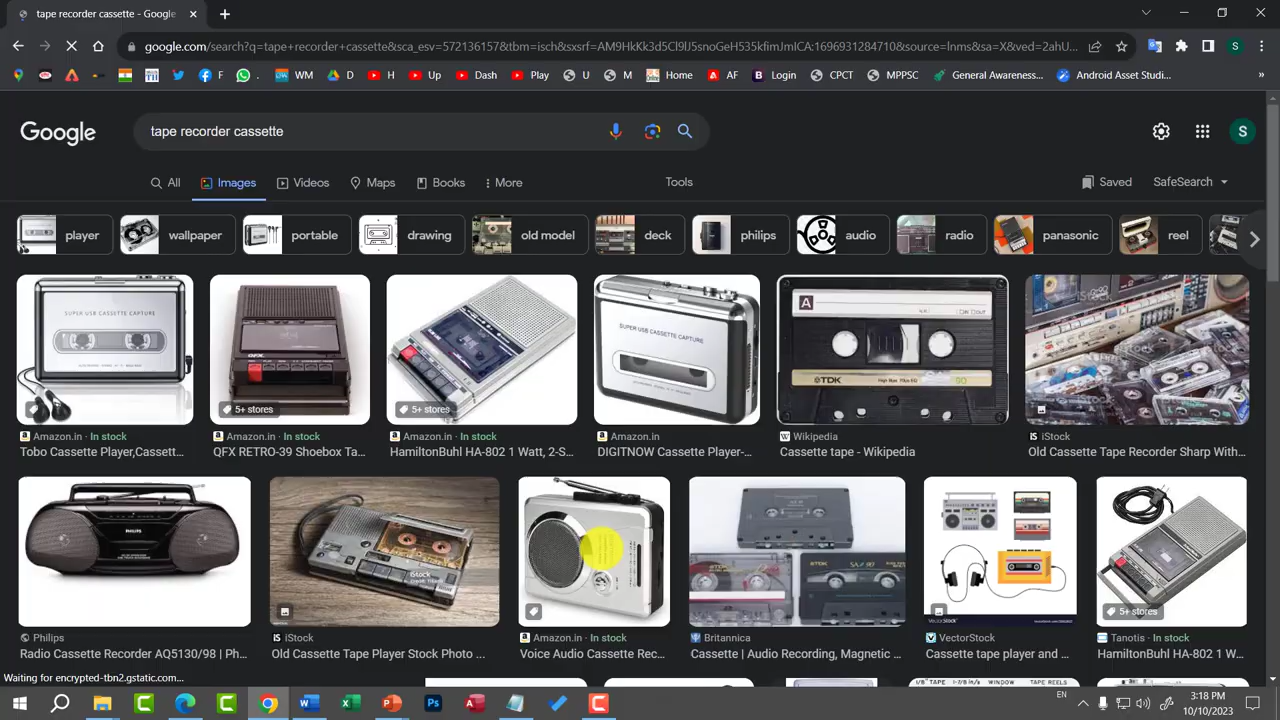 tape recorder cassette - Google
google.com/search?q=tape+recorder+cassette&sca_esv=572136157&tbm=isch&sxsrf=AM9HkKk3d5Cl9lJ5snoGeH535kfimJmICA:1696931284710&source=lnms&sa=X&ved=2ahU...
S
WM D H Up Dash Play U M Home AF Login CPCT MPPSC General Awareness... Android Asset Studi...
Google
tape recorder cassette
S
All Images Videos Maps Books More Tools Saved SafeSearch
player wallpaper portable drawing old model deck philips audio radio panasonic reel
SUPER USB CASSETTE CAPTURE
QFX
SUPER USB CASSETTE CAPTURE
A
TDK
90
iStock
5+ stores
5+ stores
Amazon.in · In stock
Tobo Cassette Player,Cassett...
Amazon.in · In stock
QFX RETRO-39 Shoebox Ta...
Amazon.in · In stock
HamiltonBuhl HA-802 1 Watt, 2-S...
Amazon.in
DIGITNOW Cassette Player-...
Wikipedia
Cassette tape - Wikipedia
iStock
Old Cassette Tape Recorder Sharp With...
PHILIPS
iStock
TDK
VectorStock
5+ stores
Philips
Radio Cassette Recorder AQ5130/98 | Ph...
iStock
Old Cassette Tape Player Stock Photo ...
Amazon.in · In stock
Voice Audio Cassette Rec...
Britannica
Cassette | Audio Recording, Magnetic ...
VectorStock
Cassette tape player and ...
Tanotis · In stock
HamiltonBuhl HA-802 1 W...
Waiting for encrypted-tbn2.gstatic.com...
EN
3:18 PM
10/10/2023